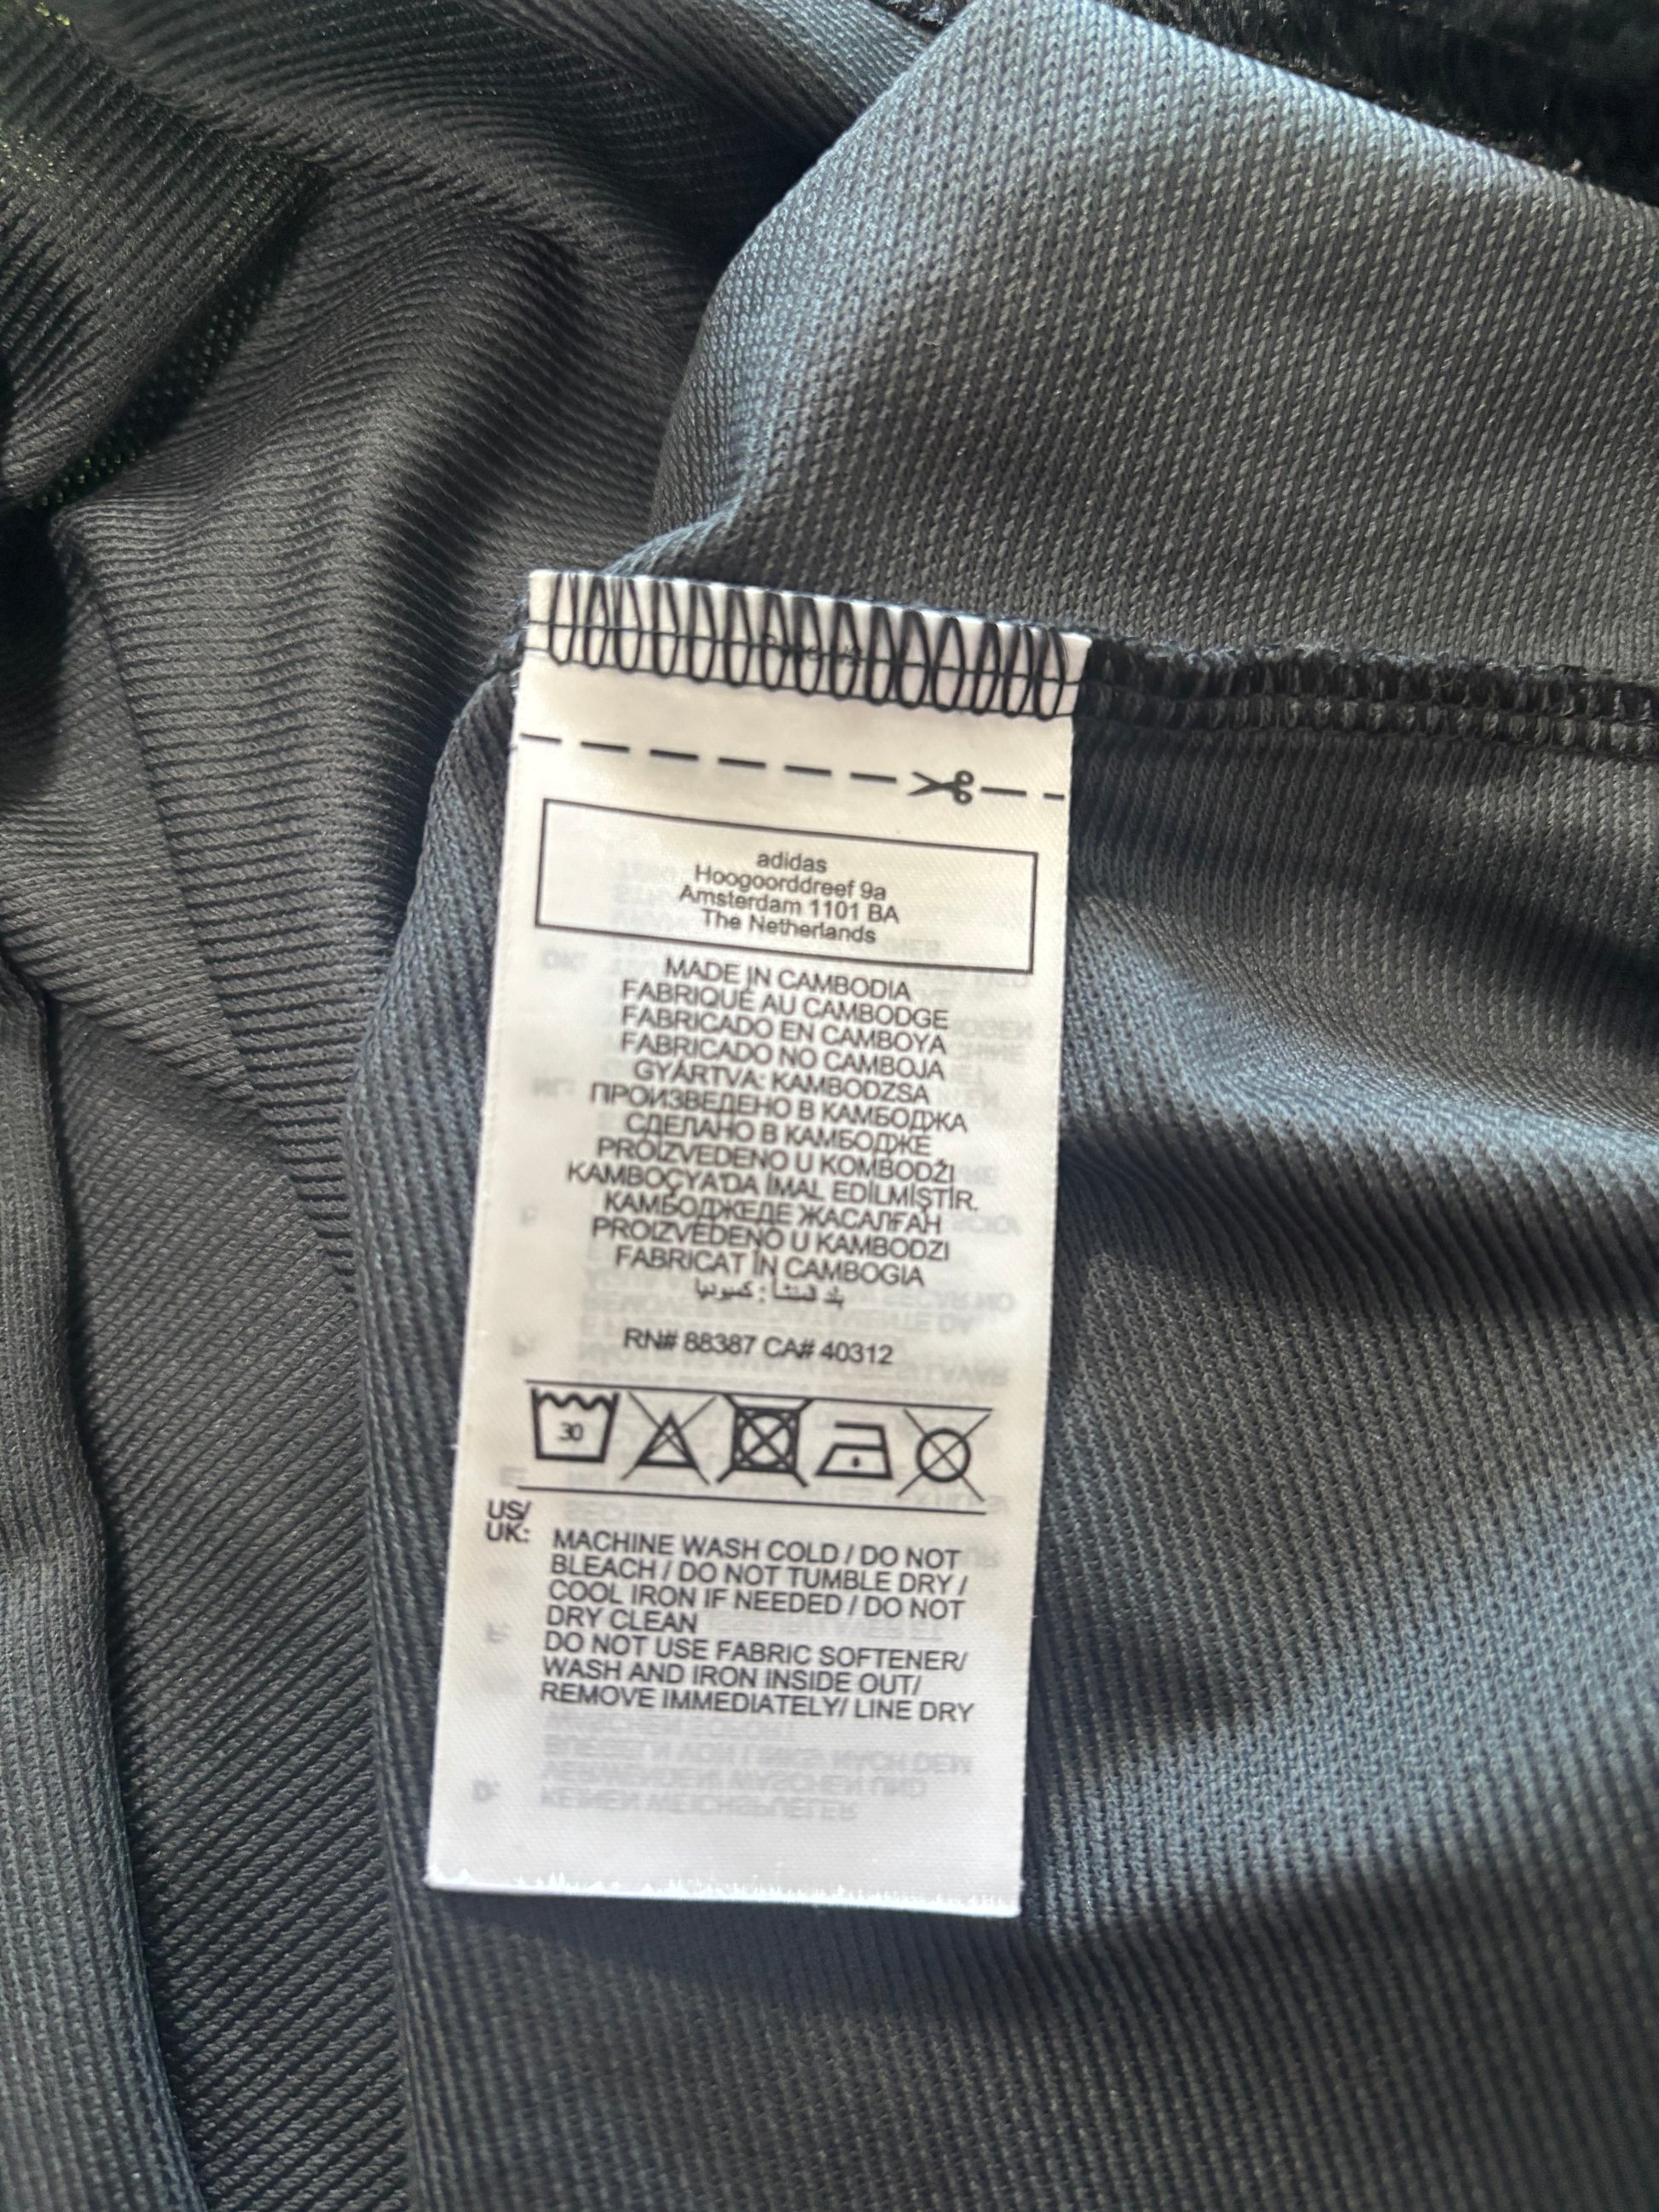 adidas
Hoogoorddreef 9a
Amsterdam 1101 BA
The Netherlands
MADE IN CAMBODIA
FABRIQUÉ AU CAMBODGE
FABRICADO EN CAMBOYA
FABRICADO NO CAMBOJA
GYÁRTVA: KAMBODZSA
ПРОИЗВЕДЕНО В КАМБОДЖА
СДЕЛАНО В КАМБОДЖЕ
PROIZVEDENO U KOMBODŽI
KAMBOÇYA'DA İMAL EDİLMİŞTİR.
КАМБОДЖЕДЕ ЖАСАЛҒАН
PROIZVEDENO U KAMBODZI
FABRICAT ÎN CAMBOGIA
بلد المنشأ : كمبوديا
RN# 88387 CA# 40312
30
US/
UK:
MACHINE WASH COLD / DO NOT
BLEACH / DO NOT TUMBLE DRY /
COOL IRON IF NEEDED / DO NOT
DRY CLEAN
DO NOT USE FABRIC SOFTENER/
WASH AND IRON INSIDE OUT/
REMOVE IMMEDIATELY/ LINE DRY